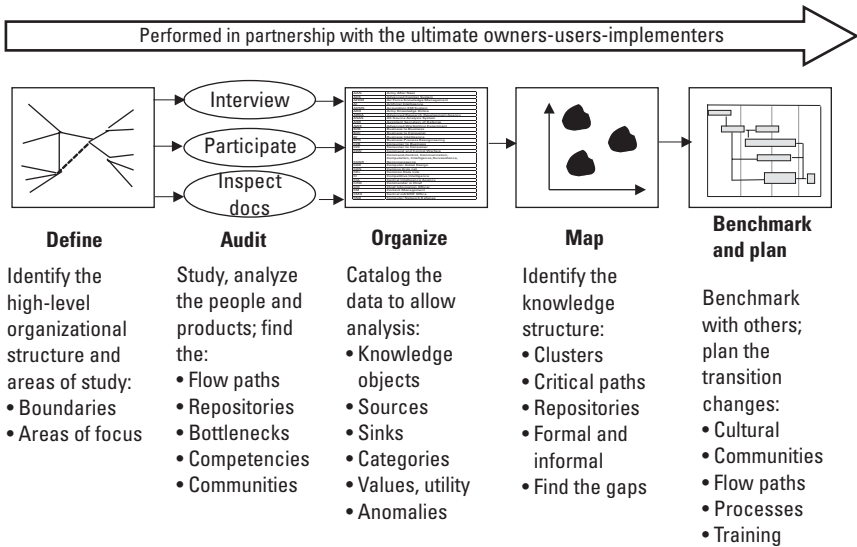 Performed in partnership with the ultimate owners-users-implementers
Interview
Participate
Inspect
docs
Define
Identify the
high-level
organizational
structure and
areas of study:
• Boundaries
• Areas of focus
Audit
Study, analyze
the people and
products; find
the:
• Flow paths
• Repositories
• Bottlenecks
• Competencies
• Communities
Organize
Catalog the
data to allow
analysis:
• Knowledge
objects
• Sources
• Sinks
• Categories
• Values, utility
• Anomalies
Map
Identify the
knowledge
structure:
• Clusters
• Critical paths
• Repositories
• Formal and
informal
• Find the gaps
Benchmark
and plan
Benchmark
with others;
plan the
transition
changes:
• Cultural
• Communities
• Flow paths
• Processes
• Training